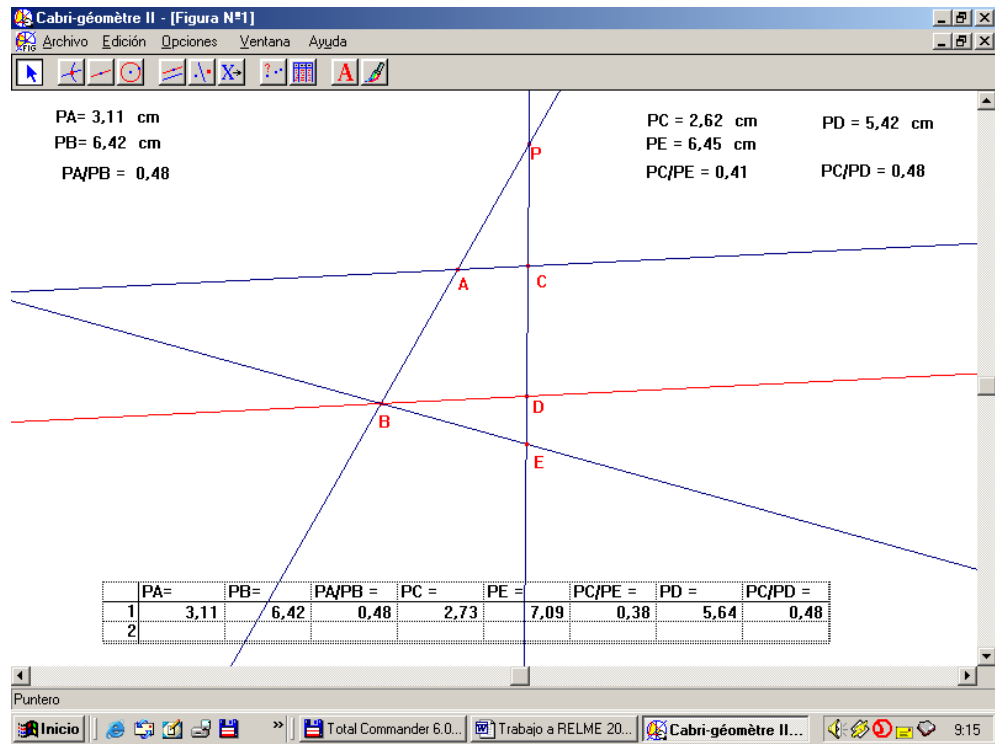 Cabri-géomètre II - [Figura Nª1]
Archivo Edición Opciones Ventana Ayuda
PA= 3,11 cm
PB= 6,42 cm
PA/PB = 0,48
PC = 2,62 cm
PE = 6,45 cm
PC/PE = 0,41
PD = 5,42 cm
PC/PD = 0,48
P
A
C
B
D
E
PA= PB= PA/PB = PC = PE = PC/PE = PD = PC/PD =
1 3,11 6,42 0,48 2,73 7,09 0,38 5,64 0,48
2
Puntero
Inicio » Total Commander 6.0... Trabajo a RELME 20... Cabri-géomètre II... 9:15